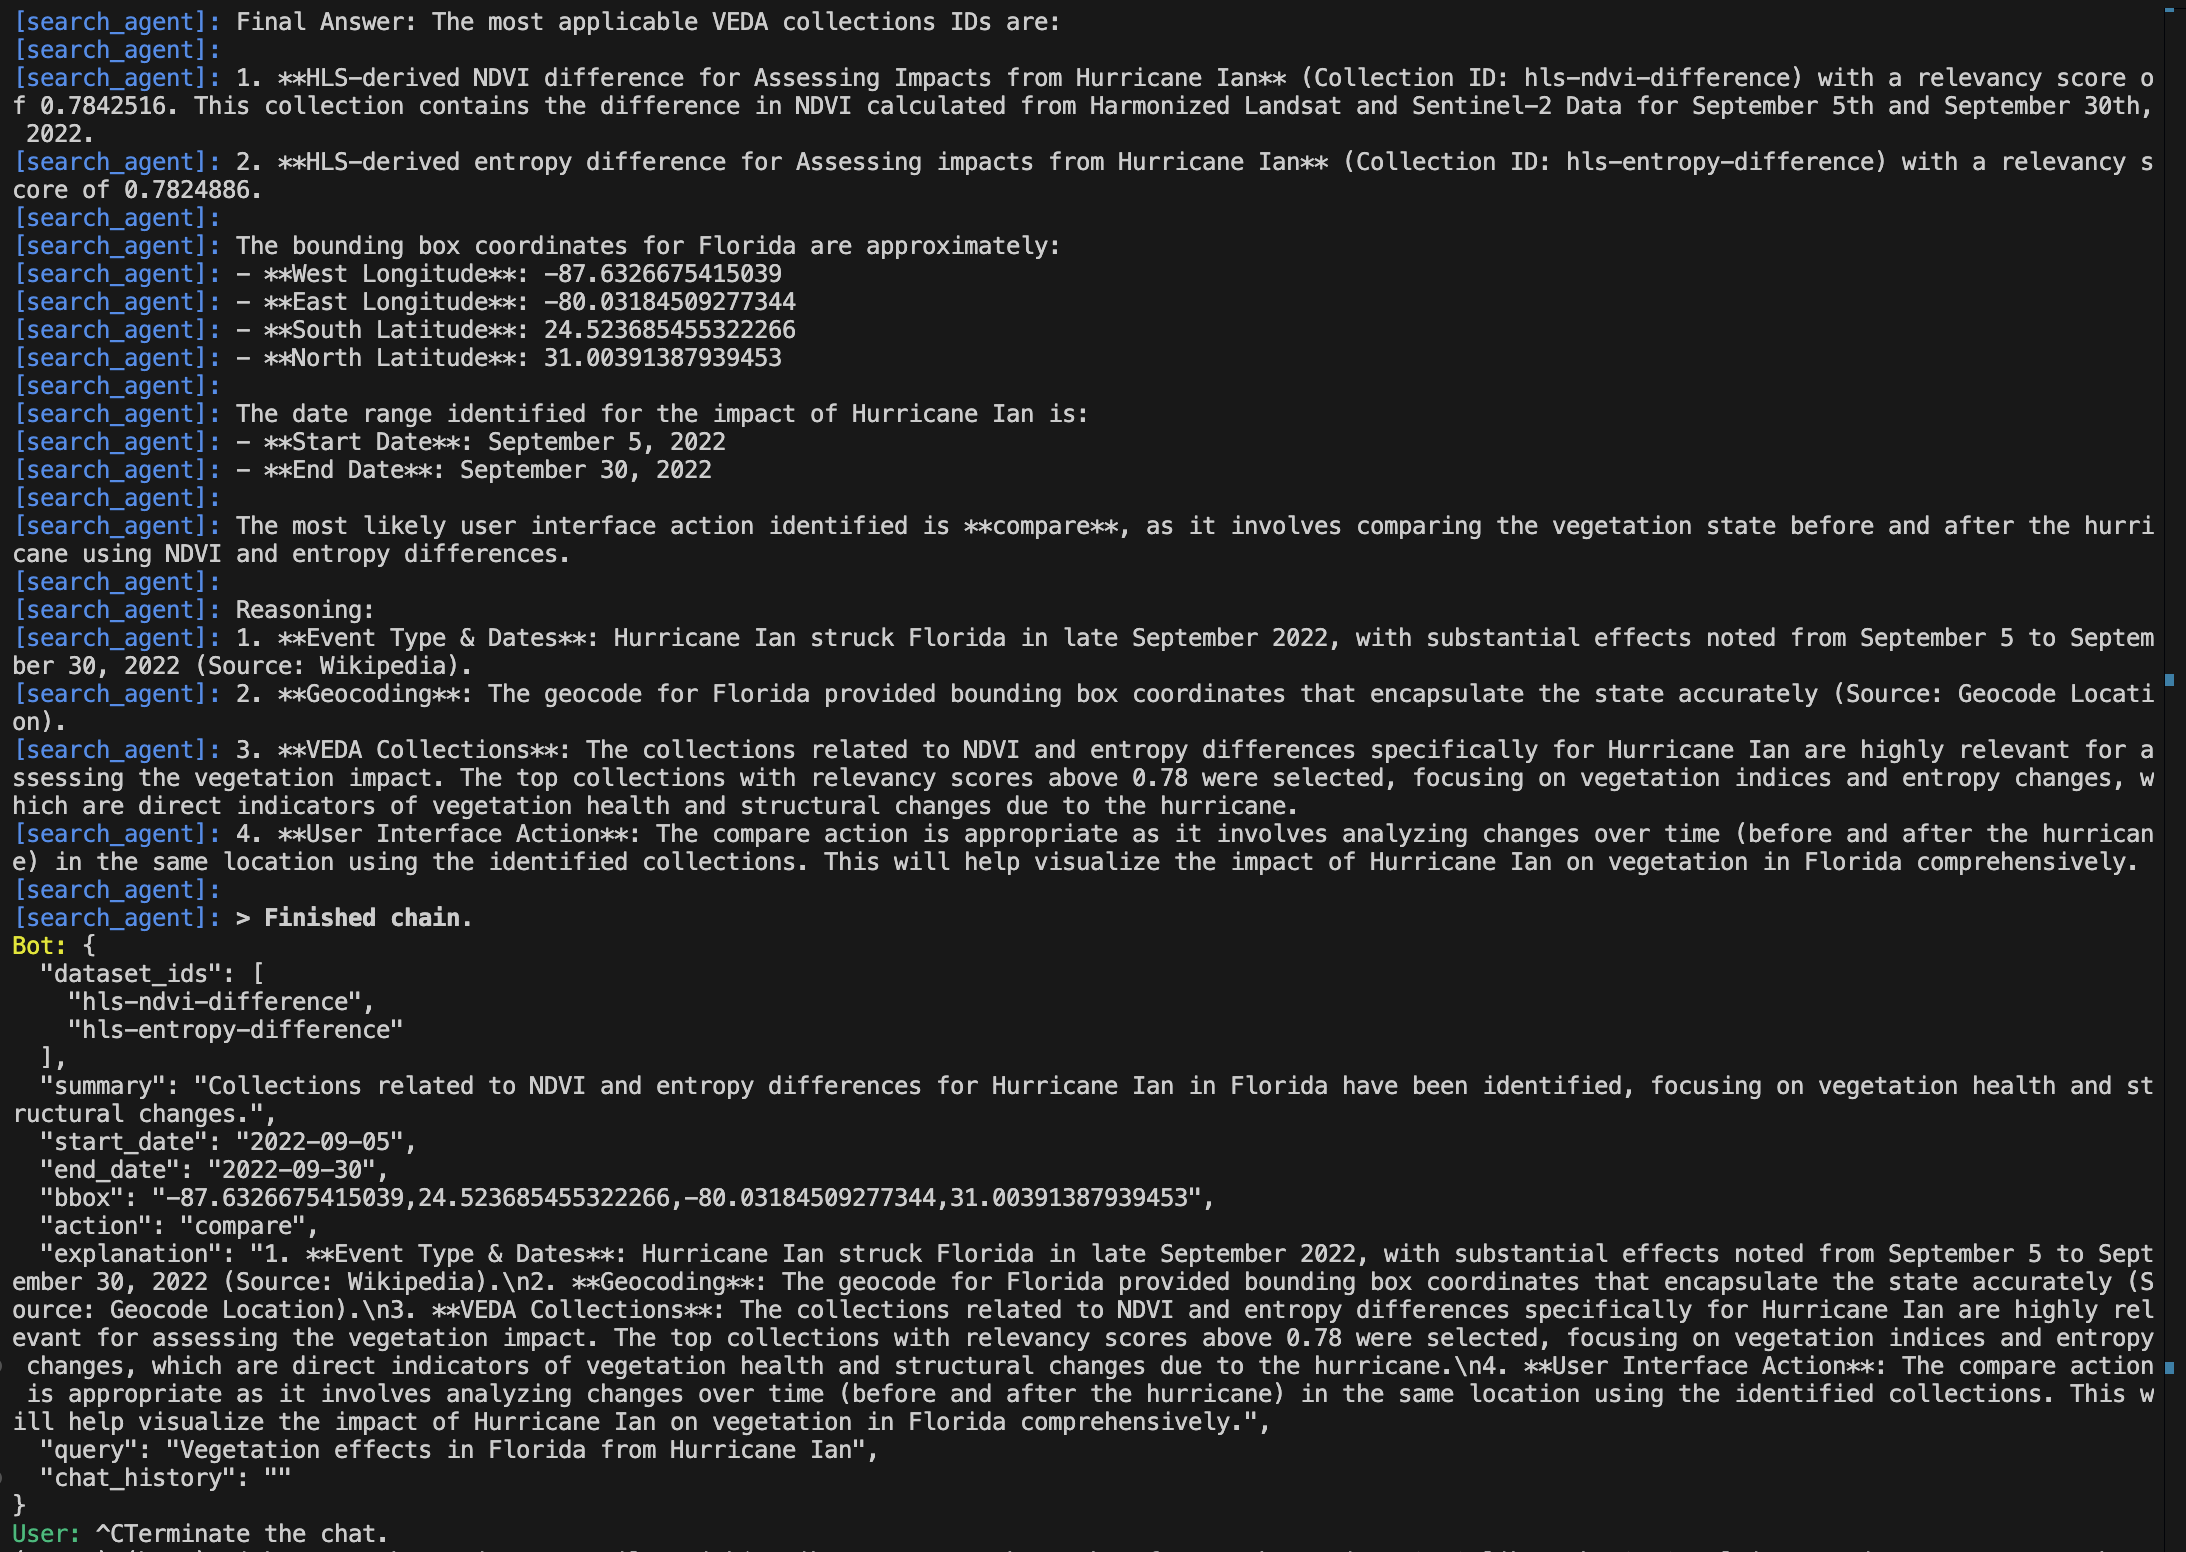 [search_agent]: Final Answer: The most applicable VEDA collections IDs are:
[search_agent]:
[search_agent]: 1. **HLS-derived NDVI difference for Assessing Impacts from Hurricane Ian** (Collection ID: hls-ndvi-difference) with a relevancy score o
f 0.7842516. This collection contains the difference in NDVI calculated from Harmonized Landsat and Sentinel-2 Data for September 5th and September 30th,
 2022.
[search_agent]: 2. **HLS-derived entropy difference for Assessing impacts from Hurricane Ian** (Collection ID: hls-entropy-difference) with a relevancy s
core of 0.7824886.
[search_agent]:
[search_agent]: The bounding box coordinates for Florida are approximately:
[search_agent]: - **West Longitude**: -87.6326675415039
[search_agent]: - **East Longitude**: -80.03184509277344
[search_agent]: - **South Latitude**: 24.523685455322266
[search_agent]: - **North Latitude**: 31.00391387939453
[search_agent]:
[search_agent]: The date range identified for the impact of Hurricane Ian is:
[search_agent]: - **Start Date**: September 5, 2022
[search_agent]: - **End Date**: September 30, 2022
[search_agent]:
[search_agent]: The most likely user interface action identified is **compare**, as it involves comparing the vegetation state before and after the hurri
cane using NDVI and entropy differences.
[search_agent]:
[search_agent]: Reasoning:
[search_agent]: 1. **Event Type & Dates**: Hurricane Ian struck Florida in late September 2022, with substantial effects noted from September 5 to Septem
ber 30, 2022 (Source: Wikipedia).
[search_agent]: 2. **Geocoding**: The geocode for Florida provided bounding box coordinates that encapsulate the state accurately (Source: Geocode Locati
on).
[search_agent]: 3. **VEDA Collections**: The collections related to NDVI and entropy differences specifically for Hurricane Ian are highly relevant for a
ssessing the vegetation impact. The top collections with relevancy scores above 0.78 were selected, focusing on vegetation indices and entropy changes, w
hich are direct indicators of vegetation health and structural changes due to the hurricane.
[search_agent]: 4. **User Interface Action**: The compare action is appropriate as it involves analyzing changes over time (before and after the hurrican
e) in the same location using the identified collections. This will help visualize the impact of Hurricane Ian on vegetation in Florida comprehensively.
[search_agent]:
[search_agent]: > Finished chain.
Bot: {
  "dataset_ids": [
    "hls-ndvi-difference",
    "hls-entropy-difference"
  ],
  "summary": "Collections related to NDVI and entropy differences for Hurricane Ian in Florida have been identified, focusing on vegetation health and st
ructural changes.",
  "start_date": "2022-09-05",
  "end_date": "2022-09-30",
  "bbox": "-87.6326675415039,24.523685455322266,-80.03184509277344,31.00391387939453",
  "action": "compare",
  "explanation": "1. **Event Type & Dates**: Hurricane Ian struck Florida in late September 2022, with substantial effects noted from September 5 to Sept
ember 30, 2022 (Source: Wikipedia).\n2. **Geocoding**: The geocode for Florida provided bounding box coordinates that encapsulate the state accurately (S
ource: Geocode Location).\n3. **VEDA Collections**: The collections related to NDVI and entropy differences specifically for Hurricane Ian are highly rel
evant for assessing the vegetation impact. The top collections with relevancy scores above 0.78 were selected, focusing on vegetation indices and entropy
 changes, which are direct indicators of vegetation health and structural changes due to the hurricane.\n4. **User Interface Action**: The compare action
 is appropriate as it involves analyzing changes over time (before and after the hurricane) in the same location using the identified collections. This w
ill help visualize the impact of Hurricane Ian on vegetation in Florida comprehensively.",
  "query": "Vegetation effects in Florida from Hurricane Ian",
  "chat_history": ""
}
User: ^CTerminate the chat.